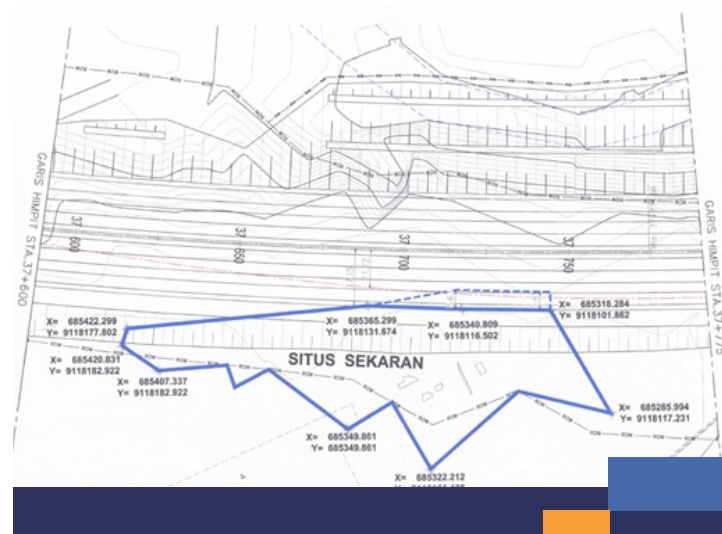 GARIS HIMPIT STA.37+600
37
600
37
650
37
700
37
750
GARIS HIMPIT STA.37+775
X= 685422.299
Y= 9118177.802
X= 685365.299
Y= 9118131.674
X= 685340.809
Y= 9118116.502
X= 685318.284
Y= 9118101.862
X= 685420.831
Y= 9118182.922
X= 685407.337
Y= 9118182.922
SITUS SEKARAN
X= 685285.994
Y= 9118117.231
X= 685349.861
Y= 685349.861
X= 685322.212